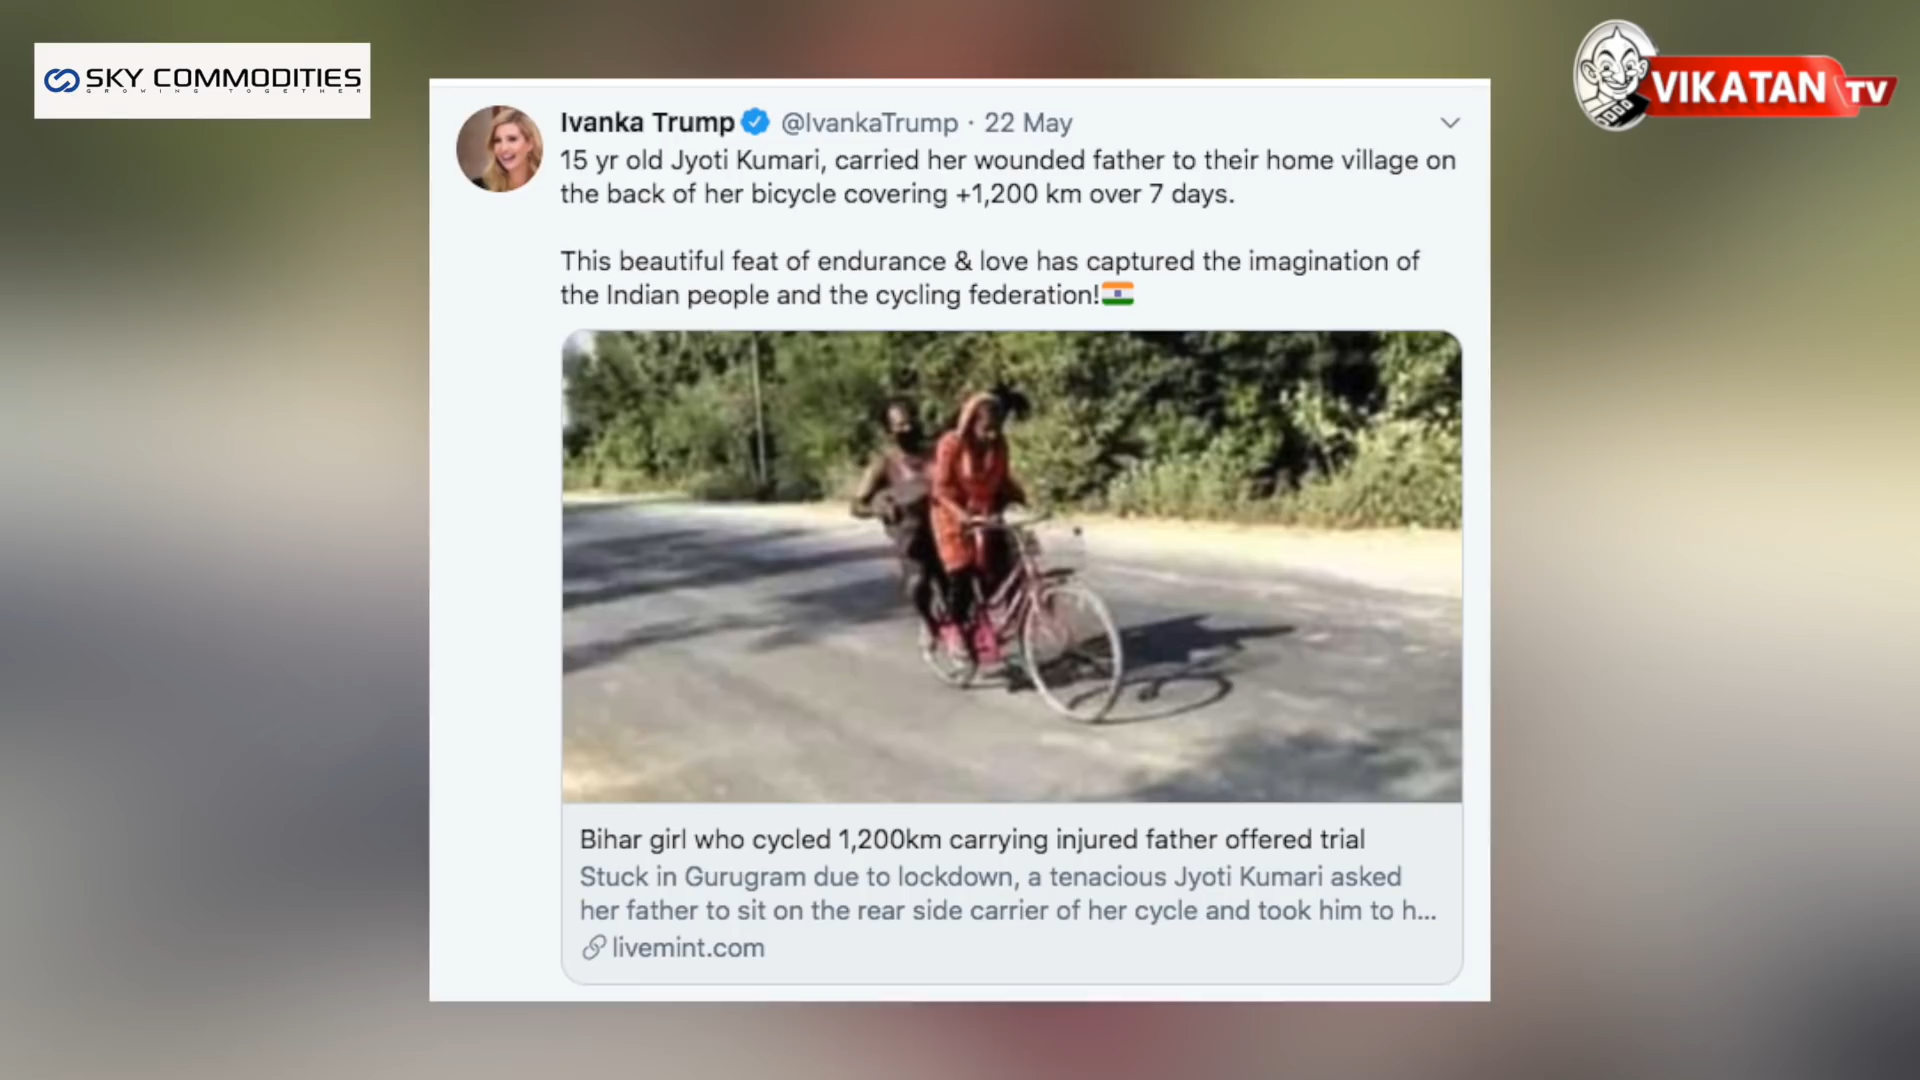 SKY COMMODITIES
GROWING TOGETHER
VIKATAN TV
Ivanka Trump @IvankaTrump · 22 May
15 yr old Jyoti Kumari, carried her wounded father to their home village on
the back of her bicycle covering +1,200 km over 7 days.
This beautiful feat of endurance & love has captured the imagination of
the Indian people and the cycling federation!🇮🇳
Bihar girl who cycled 1,200km carrying injured father offered trial
Stuck in Gurugram due to lockdown, a tenacious Jyoti Kumari asked
her father to sit on the rear side carrier of her cycle and took him to h...
livemint.com